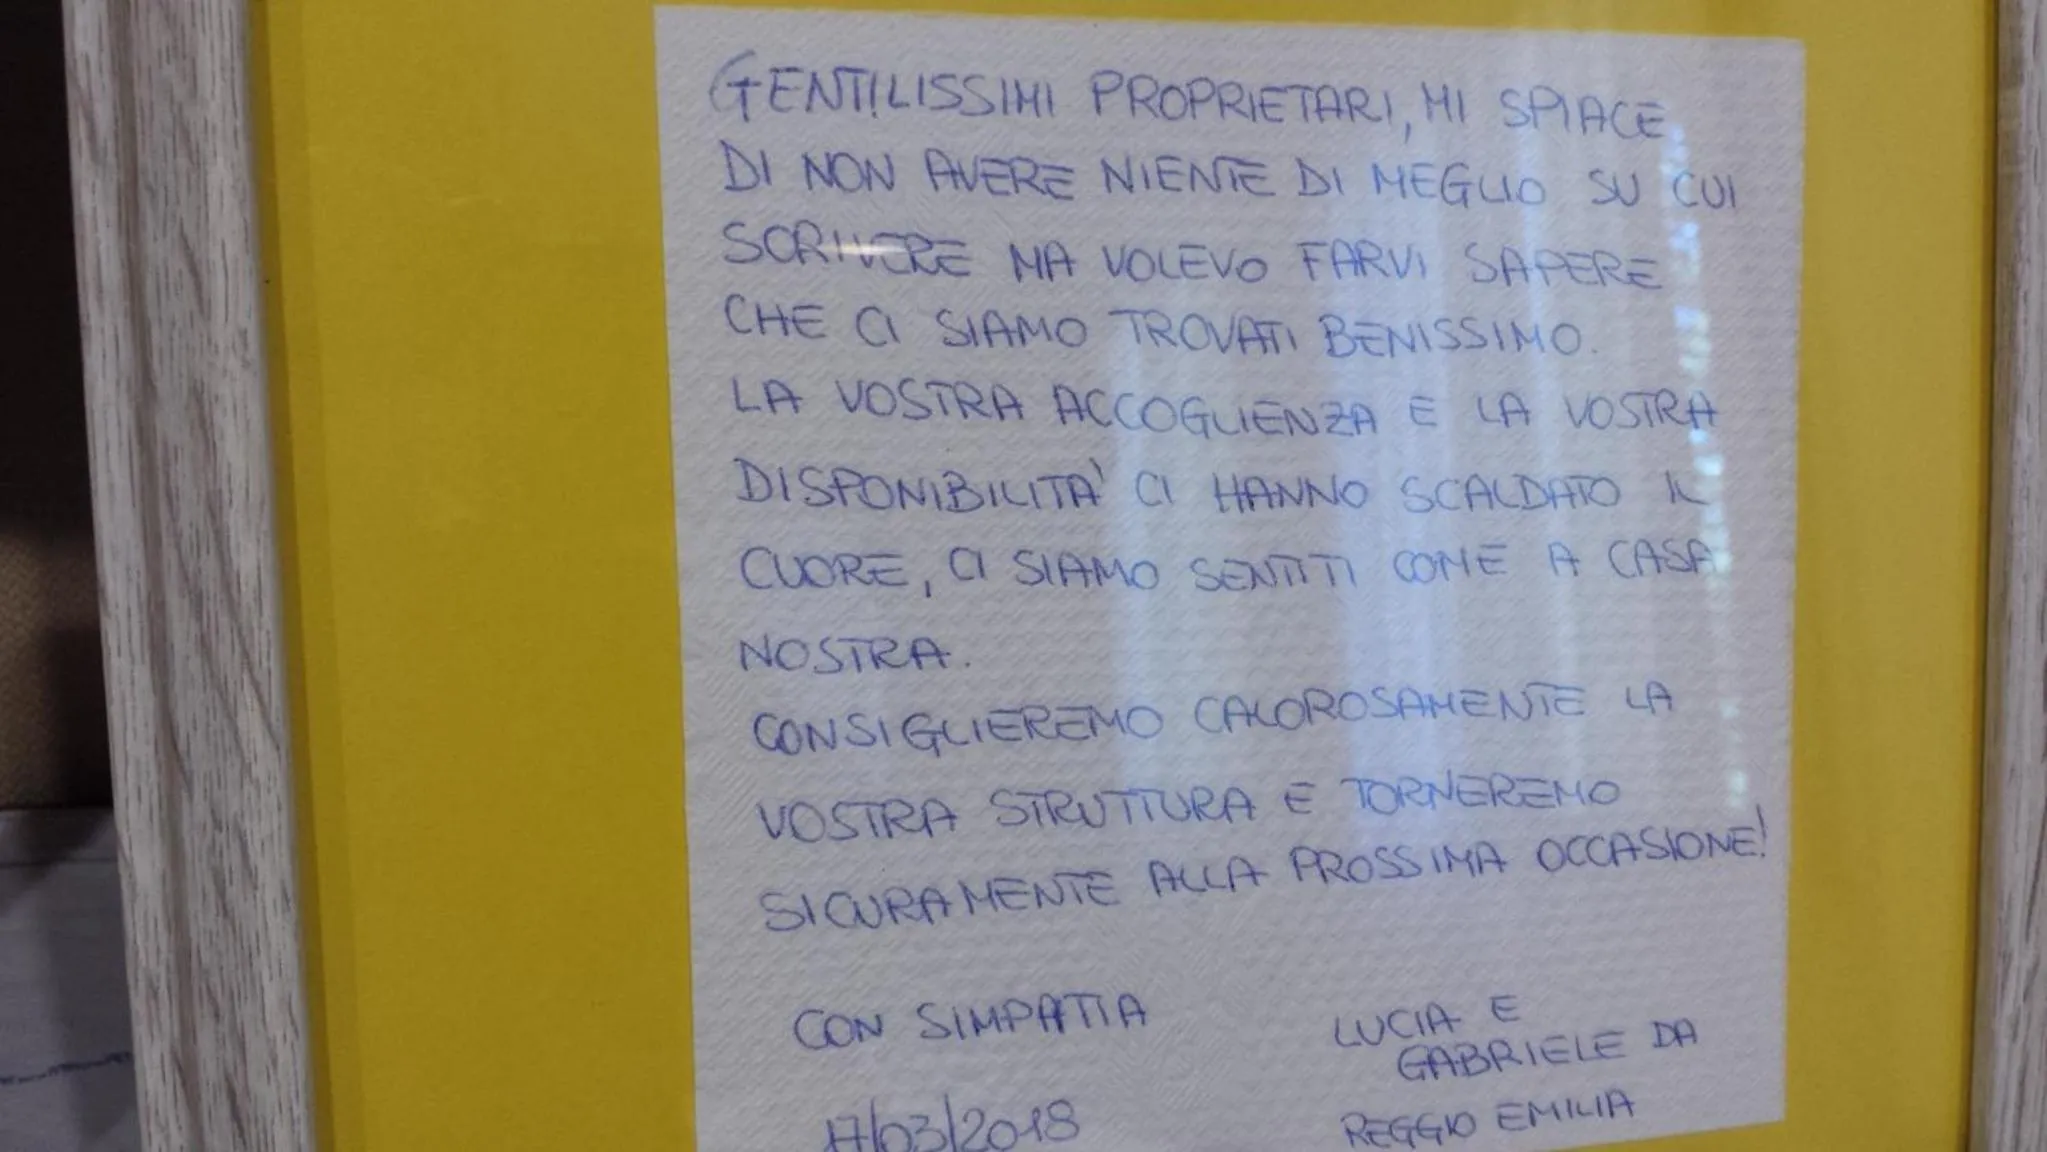 GENTILISSIMI PROPRIETARI, MI SPIACE
DI NON AVERE NIENTE DI MEGLIO SU CUI
SCRIVERE MA VOLEVO FARVI SAPERE
CHE CI SIAMO TROVATI BENISSIMO.
LA VOSTRA ACCOGLIENZA E LA VOSTRA
DISPONIBILITA' CI HANNO SCALDATO IL
CUORE, CI SIAMO SENTITI COME A CASA
NOSTRA.
CONSIGLIEREMO CALOROSAMENTE LA
VOSTRA STRUTTURA E TORNEREMO
SICURAMENTE ALLA PROSSIMA OCCASIONE!
CON SIMPATIA
LUCIA E
GABRIELE DA
REGGIO EMILIA
17/03/2018